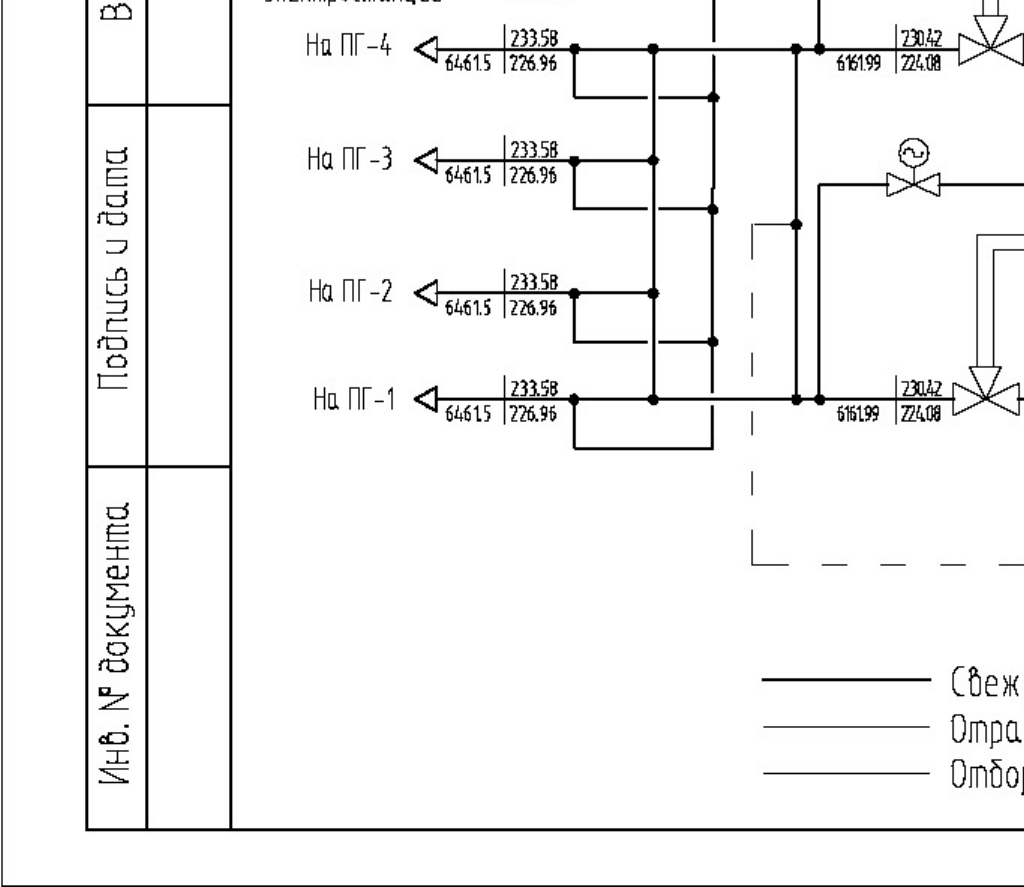 На ПГ-4
233.58
6461.5
226.96
230.42
6161.99
224.08
На ПГ-3
233.58
6461.5
226.96
На ПГ-2
233.58
6461.5
226.96
На ПГ-1
233.58
6461.5
226.96
230.42
6161.99
224.08
Подпись и дата
Инв. № документа
Свеж
Отра
Отбор